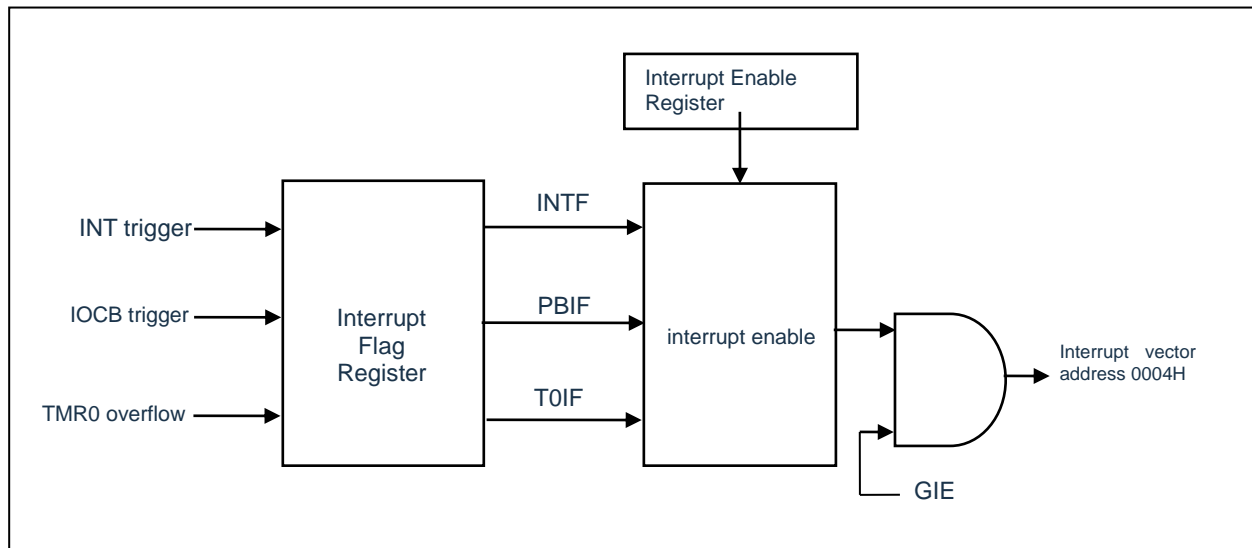 Interrupt Enable
Register
INT trigger
IOCB trigger
TMR0 overflow
Interrupt
Flag
Register
INTF
PBIF
T0IF
interrupt enable
GIE
Interrupt vector
address 0004H